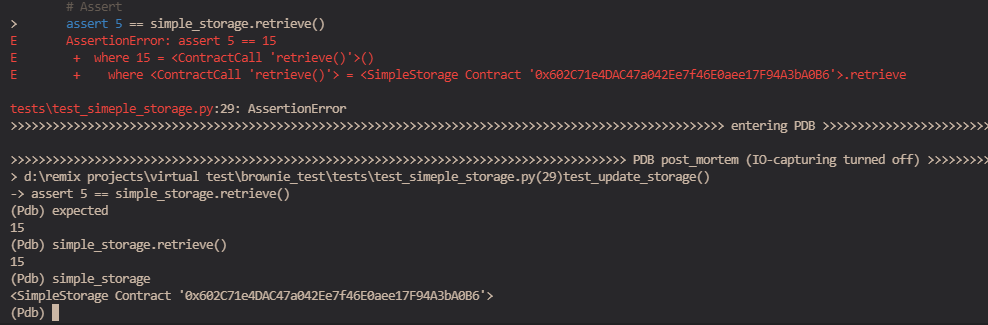 # Assert
>       assert 5 == simple_storage.retrieve()
E       AssertionError: assert 5 == 15
E        +  where 15 = <ContractCall 'retrieve()'>()
E        +    where <ContractCall 'retrieve()'> = <SimpleStorage Contract '0x602C71e4DAC47a042Ee7f46E0aee17F94A3bA0B6'>.retrieve
tests\test_simeple_storage.py:29: AssertionError
>>>>>>>>>>>>>>>>>>>>>>>>>>>>>>>>>>>>>>>>>>>>>>>>>>>>>>>>>>>>>>>>>>>>>>>>>>>>>>>>>>>>>>>>>>>>>>>>>>>>>>> entering PDB >>>>>>>>>>>>>>>>>>>>>>>>
>>>>>>>>>>>>>>>>>>>>>>>>>>>>>>>>>>>>>>>>>>>>>>>>>>>>>>>>>>>>>>>>>>>>>>>>>>>>>>>>>>>>>>>> PDB post_mortem (IO-capturing turned off) >>>>>>>>>
> d:\remix projects\virtual test\brownie_test\tests\test_simeple_storage.py(29)test_update_storage()
-> assert 5 == simple_storage.retrieve()
(Pdb) expected
15
(Pdb) simple_storage.retrieve()
15
(Pdb) simple_storage
<SimpleStorage Contract '0x602C71e4DAC47a042Ee7f46E0aee17F94A3bA0B6'>
(Pdb)